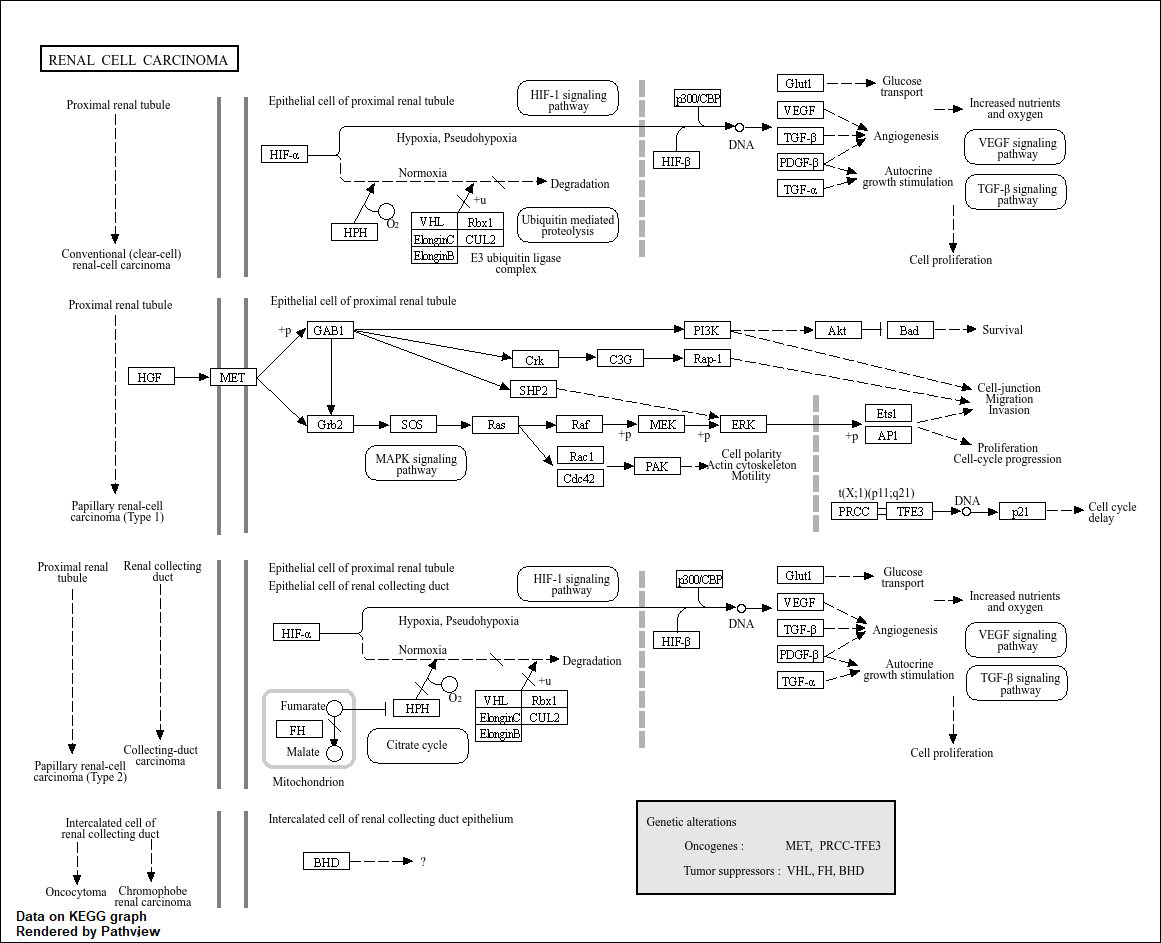 RENAL CELL CARCINOMA
Proximal renal tubule
Conventional (clear-cell)
renal-cell carcinoma
Epithelial cell of proximal renal tubule
HIF-1 signaling
pathway
HIF-α
Hypoxia, Pseudohypoxia
Normoxia
Degradation
+u
HPH
O2
VHL
Rbx1
ElonginC
CUL2
ElonginB
E3 ubiquitin ligase
complex
Ubiquitin mediated
proteolysis
p300/CBP
HIF-β
DNA
Glut1
VEGF
TGF-β
PDGF-β
TGF-α
Glucose
transport
Angiogenesis
Autocrine
growth stimulation
Increased nutrients
and oxygen
VEGF signaling
pathway
TGF-β signaling
pathway
Cell proliferation
Proximal renal tubule
Papillary renal-cell
carcinoma (Type 1)
Epithelial cell of proximal renal tubule
HGF
MET
+p
GAB1
Grb2
PI3K
Akt
Bad
Survival
Crk
C3G
Rap-1
SHP2
SOS
Ras
Raf
+p
MEK
+p
ERK
+p
Ets1
AP1
Cell-junction
Migration
Invasion
Proliferation
Cell-cycle progression
MAPK signaling
pathway
Rac1
Cdc42
PAK
Cell polarity
Actin cytoskeleton
Motility
t(X;1)(p11;q21)
PRCC
TFE3
DNA
p21
Cell cycle
delay
Proximal renal
tubule
Renal collecting
duct
Papillary renal-cell
carcinoma (Type 2)
Collecting-duct
carcinoma
Epithelial cell of proximal renal tubule
Epithelial cell of renal collecting duct
HIF-1 signaling
pathway
HIF-α
Hypoxia, Pseudohypoxia
Normoxia
Degradation
+u
Fumarate
FH
Malate
Mitochondrion
HPH
O2
Citrate cycle
VHL
Rbx1
ElonginC
CUL2
ElonginB
p300/CBP
HIF-β
DNA
Glut1
VEGF
TGF-β
PDGF-β
TGF-α
Glucose
transport
Angiogenesis
Autocrine
growth stimulation
Increased nutrients
and oxygen
VEGF signaling
pathway
TGF-β signaling
pathway
Cell proliferation
Intercalated cell of
renal collecting duct
Oncocytoma
Chromophobe
renal carcinoma
Intercalated cell of renal collecting duct epithelium
BHD
?
Genetic alterations
Oncogenes : MET, PRCC-TFE3
Tumor suppressors : VHL, FH, BHD
Data on KEGG graph
Rendered by Pathview